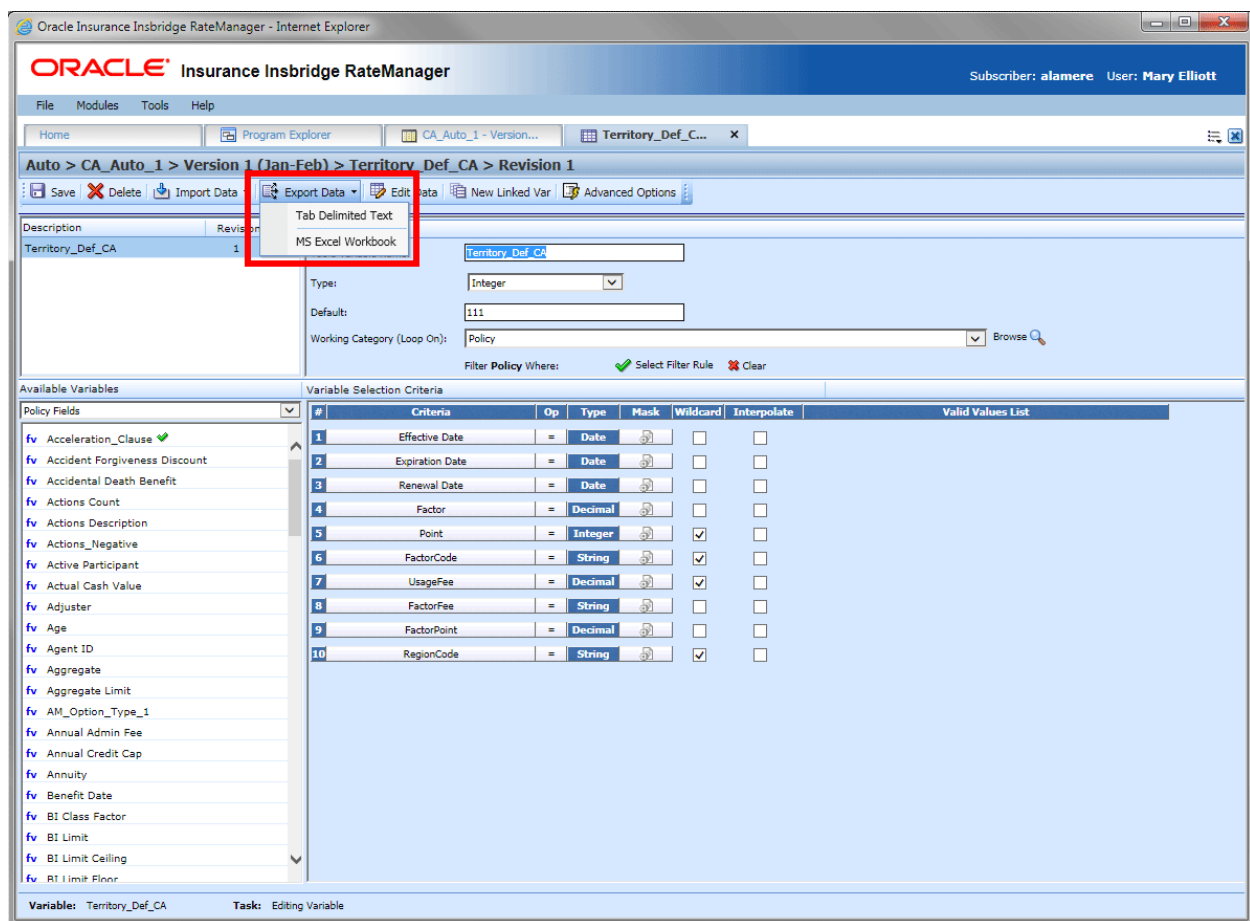 Oracle Insurance Insbridge RateManager - Internet Explorer
ORACLE Insurance Insbridge RateManager
Subscriber: alamere User: Mary Elliott
File Modules Tools Help
Home Program Explorer CA_Auto_1 - Version... Territory_Def_C...
Auto > CA_Auto_1 > Version 1 (Jan-Feb) > Territory_Def_CA > Revision 1
Save Delete Import Data Export Data Edit Data New Linked Var Advanced Options
Tab Delimited Text
MS Excel Workbook
Description Revision
Territory_Def_CA 1
Territory_Def_CA
Type: Integer
Default: 111
Working Category (Loop On): Policy Browse
Filter Policy Where: Select Filter Rule Clear
Available Variables
Policy Fields
fv Acceleration_Clause
fv Accident Forgiveness Discount
fv Accidental Death Benefit
fv Actions Count
fv Actions Description
fv Actions_Negative
fv Active Participant
fv Actual Cash Value
fv Adjuster
fv Age
fv Agent ID
fv Aggregate
fv Aggregate Limit
fv AM_Option_Type_1
fv Annual Admin Fee
fv Annual Credit Cap
fv Annuity
fv Benefit Date
fv BI Class Factor
fv BI Limit
fv BI Limit Ceiling
fv BI Limit Floor
Variable Selection Criteria
# Criteria Op Type Mask Wildcard Interpolate Valid Values List
1 Effective Date = Date
2 Expiration Date = Date
3 Renewal Date = Date
4 Factor = Decimal
5 Point = Integer
6 FactorCode = String
7 UsageFee = Decimal
8 FactorFee = String
9 FactorPoint = Decimal
10 RegionCode = String
Variable: Territory_Def_CA Task: Editing Variable